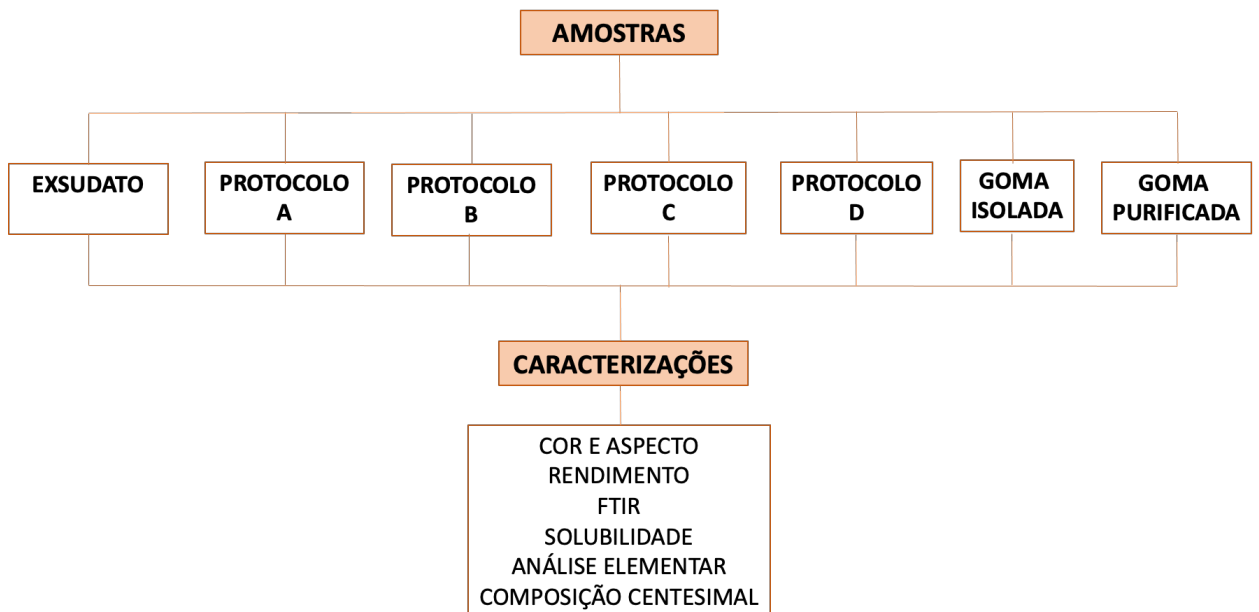 AMOSTRAS
EXSUDATO
PROTOCOLO
A
PROTOCOLO
B
PROTOCOLO
C
PROTOCOLO
D
GOMA
ISOLADA
GOMA
PURIFICADA
CARACTERIZAÇÕES
COR E ASPECTO
RENDIMENTO
FTIR
SOLUBILIDADE
ANÁLISE ELEMENTAR
COMPOSIÇÃO CENTESIMAL